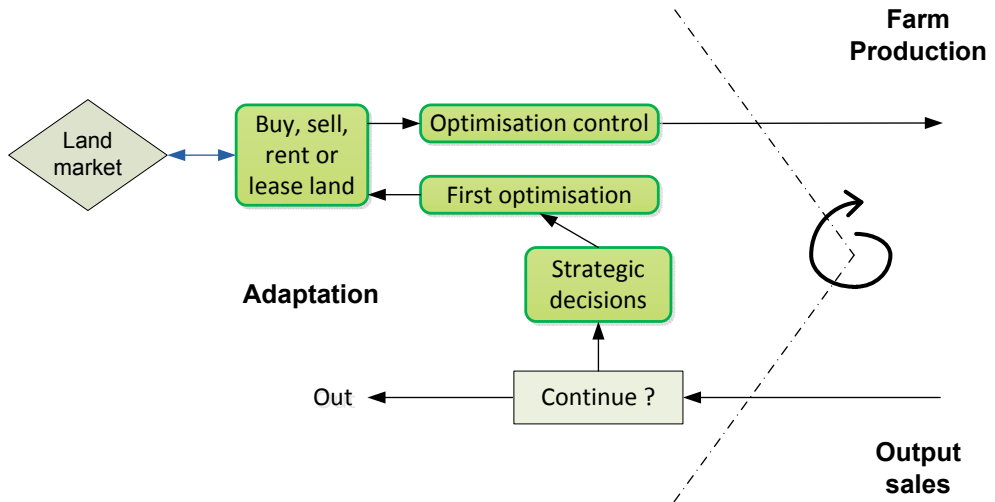 Farm
Production
Land
market
Buy, sell,
rent or
lease land
Optimisation control
First optimisation
Strategic
decisions
Adaptation
Out
Continue ?
Output
sales